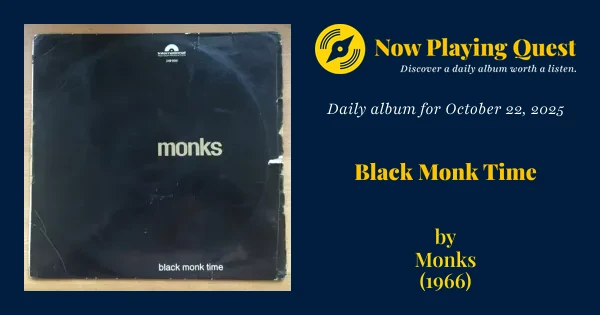 monks
black monk time
Now Playing Quest
Discover a daily album worth a listen.
Daily album for October 22, 2025
Black Monk Time
by
Monks
(1966)